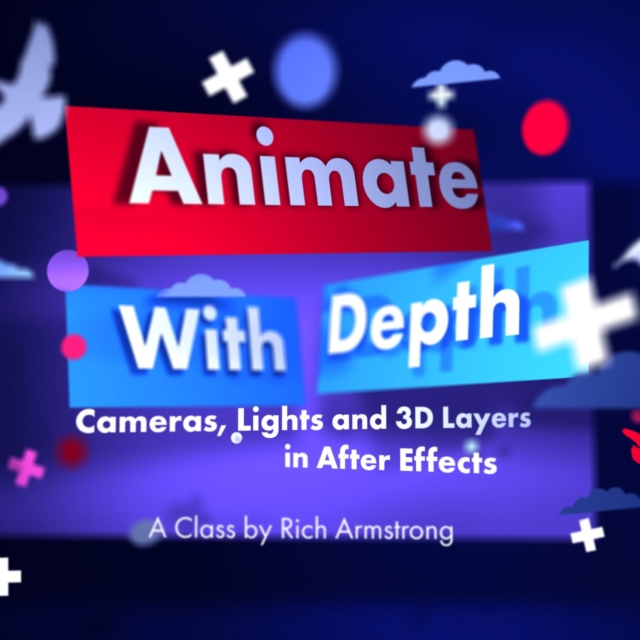 Animate
With Depth
Cameras, Lights and 3D Layers
in After Effects
A Class by Rich Armstrong